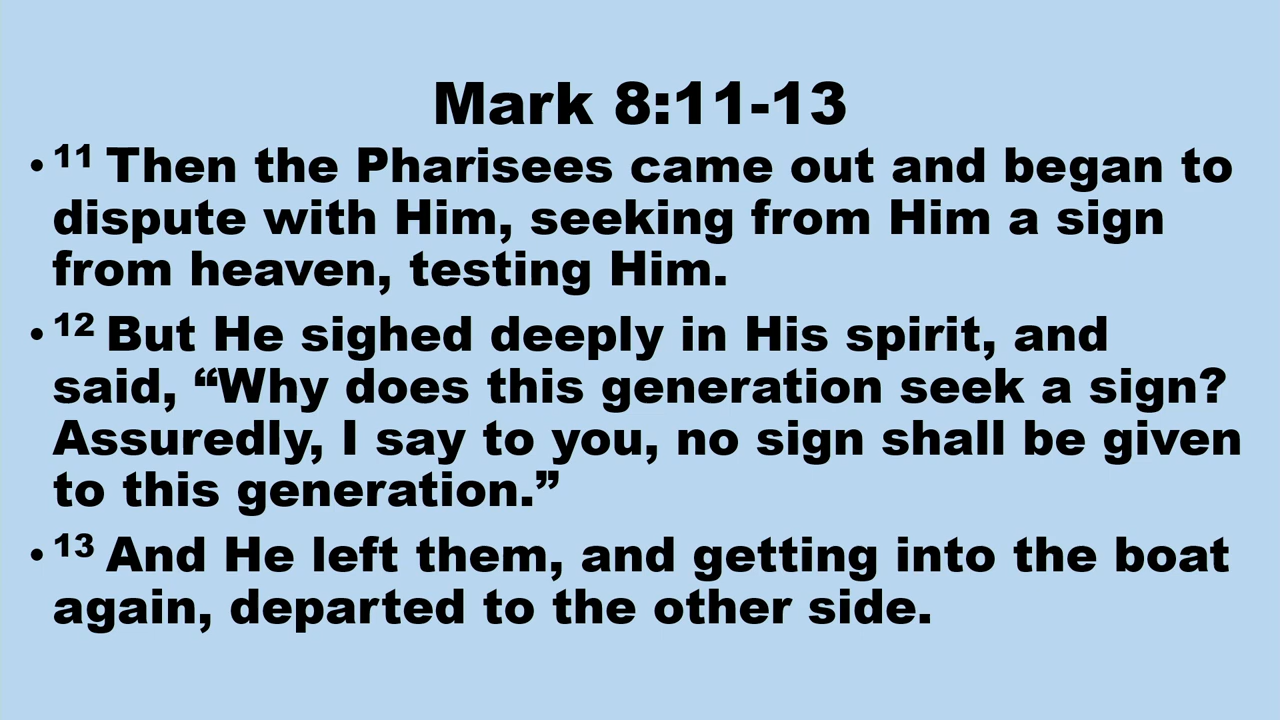 Mark 8:11-13
• 11 Then the Pharisees came out and began to
dispute with Him, seeking from Him a sign
from heaven, testing Him.
• 12 But He sighed deeply in His spirit, and
said, “Why does this generation seek a sign?
Assuredly, I say to you, no sign shall be given
to this generation.”
• 13 And He left them, and getting into the boat
again, departed to the other side.